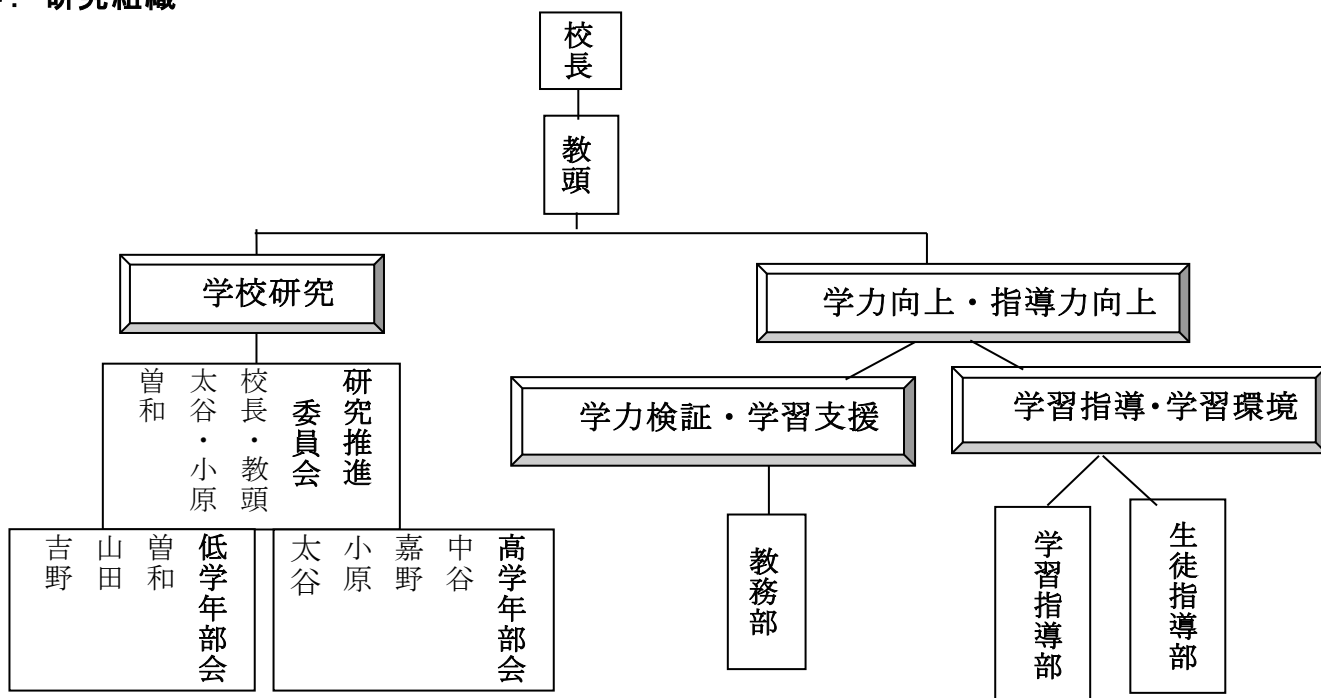 研究組織
校長
教頭
学校研究
学力向上・指導力向上
研究推進
委員会
校長・教頭
太谷・小原
曽和
学力検証・学習支援
学習指導・学習環境
低学年部会
曽和
山田
吉野
高学年部会
中谷
嘉野
小原
太谷
教務部
学習指導部
生徒指導部